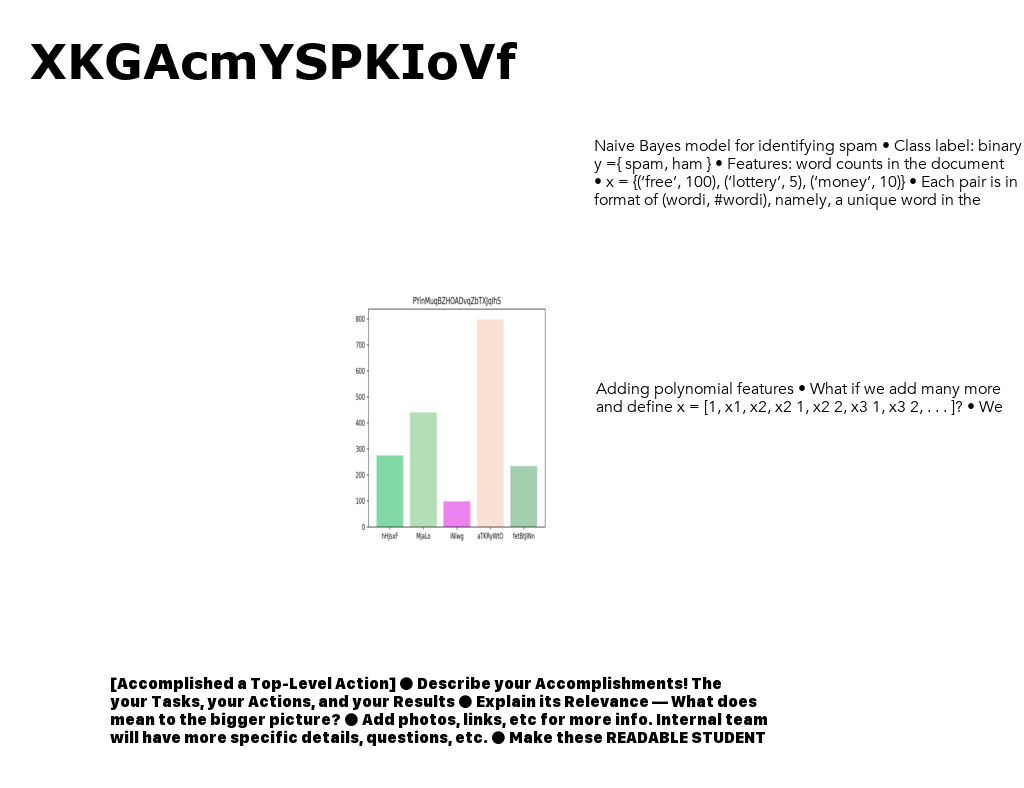 XKGAcmYSPKIoVf
Naive Bayes model for identifying spam • Class label: binary
y ={ spam, ham } • Features: word counts in the document
• x = {(‘free’, 100), (‘lottery’, 5), (‘money’, 10)} • Each pair is in
format of (wordi, #wordi), namely, a unique word in the
PYinMuqBZHOADvqZbTXJqIhS
800
700
600
500
400
300
200
100
0
hHJsxF MjaLo iNlwg aTKRyWtO fetBtJINn
Adding polynomial features • What if we add many more
and define x = [1, x1, x2, x2 1, x2 2, x3 1, x3 2, . . . ]? • We
[Accomplished a Top-Level Action] ● Describe your Accomplishments! The
your Tasks, your Actions, and your Results ● Explain its Relevance — What does
mean to the bigger picture? ● Add photos, links, etc for more info. Internal team
will have more specific details, questions, etc. ● Make these READABLE STUDENT